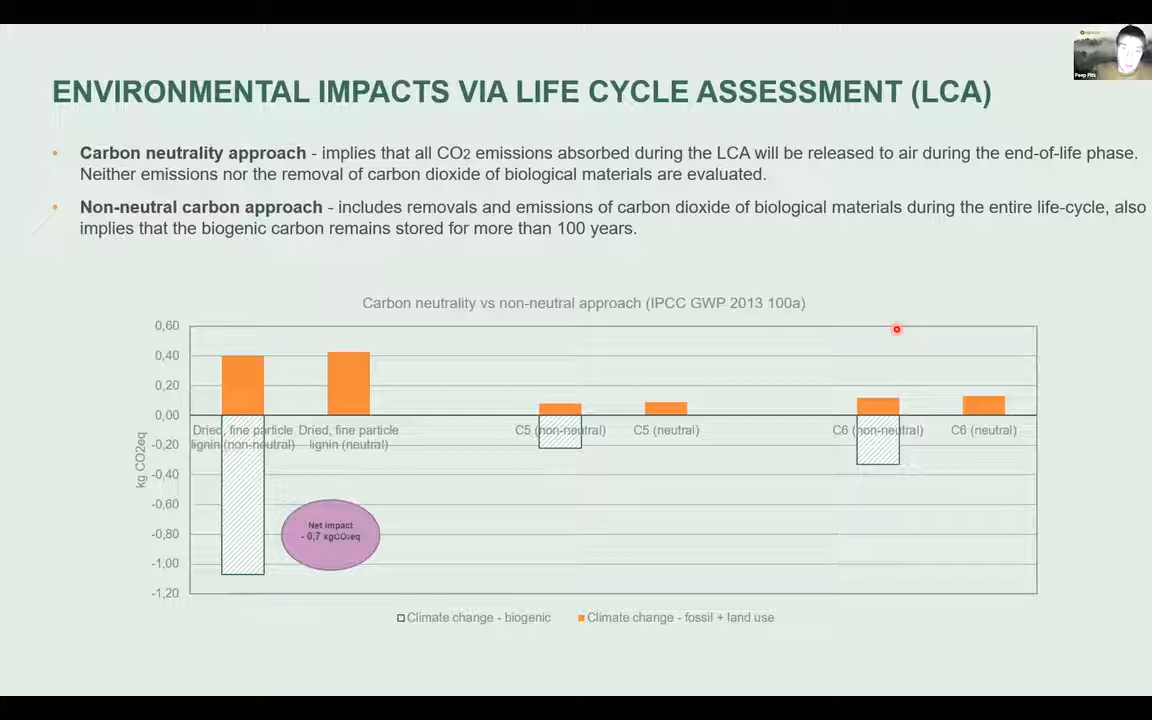 ENVIRONMENTAL IMPACTS VIA LIFE CYCLE ASSESSMENT (LCA)
• Carbon neutrality approach - implies that all CO2 emissions absorbed during the LCA will be released to air during the end-of-life phase.
Neither emissions nor the removal of carbon dioxide of biological materials are evaluated.
• Non-neutral carbon approach - includes removals and emissions of carbon dioxide of biological materials during the entire life-cycle, also
implies that the biogenic carbon remains stored for more than 100 years.
Carbon neutrality vs non-neutral approach (IPCC GWP 2013 100a)
0,60
0,40
0,20
0,00
-0,20
-0,40
-0,60
-0,80
-1,00
-1,20
kg CO2eq
Dried, fine particle
lignin (non-neutral)
Dried, fine particle
lignin (neutral)
C5 (non-neutral)
C5 (neutral)
C6 (non-neutral)
C6 (neutral)
Net impact
- 0,7 kgCO2eq
Climate change - biogenic
Climate change - fossil + land use
Peep Pitk